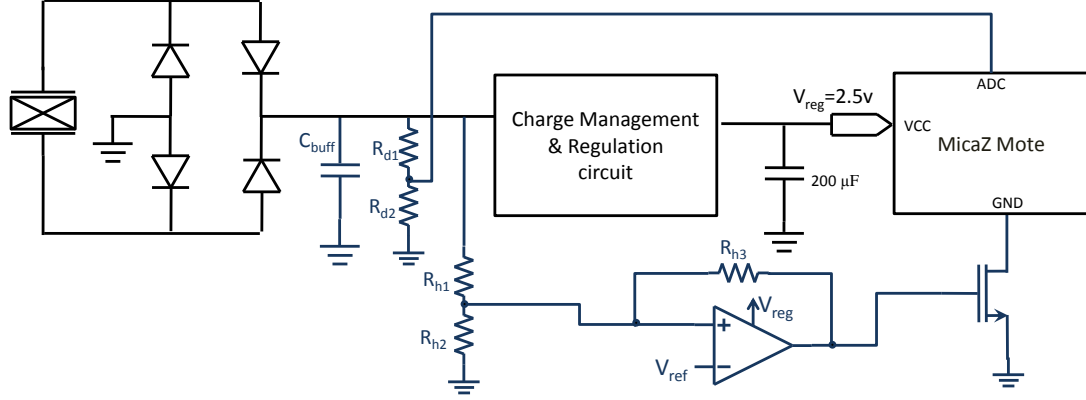 ADC
V_reg=2.5v
C_buff
R_d1
Charge Management
& Regulation
circuit
VCC
MicaZ Mote
200 µF
R_d2
GND
R_h3
R_h1
V_reg
+
R_h2
V_ref
−